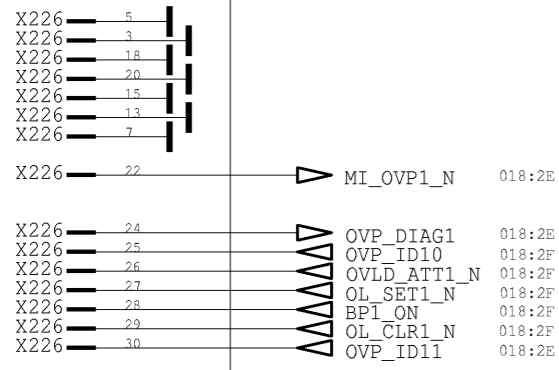 X226 5
X226 3
X226 18
X226 20
X226 15
X226 13
X226 7
X226 22 MI_OVP1_N 018:2E
X226 24 OVP_DIAG1 018:2E
X226 25 OVP_ID10 018:2F
X226 26 OVLD_ATT1_N 018:2F
X226 27 OL_SET1_N 018:2F
X226 28 BP1_ON 018:2F
X226 29 OL_CLR1_N 018:2F
X226 30 OVP_ID11 018:2E